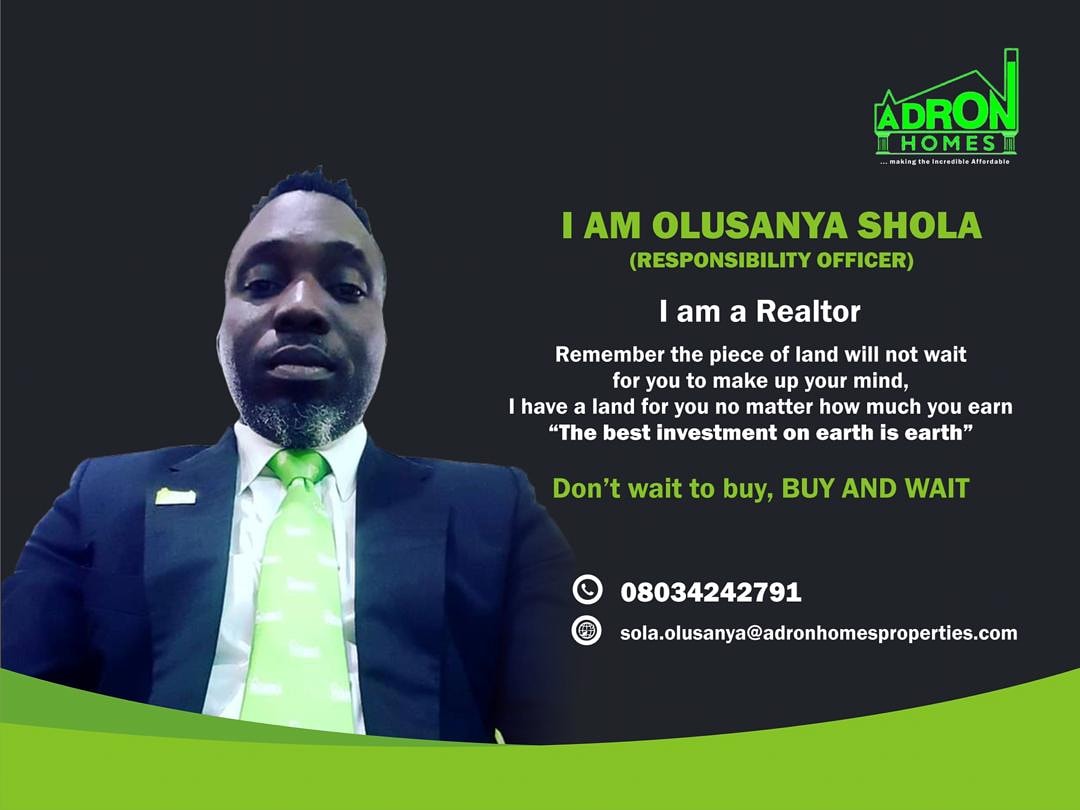 ADRON
HOMES
... making the Incredible Affordable
I AM OLUSANYA SHOLA
(RESPONSIBILITY OFFICER)
I am a Realtor
Remember the piece of land will not wait
for you to make up your mind,
I have a land for you no matter how much you earn
“The best investment on earth is earth”
Don’t wait to buy, BUY AND WAIT
08034242791
sola.olusanya@adronhomesproperties.com